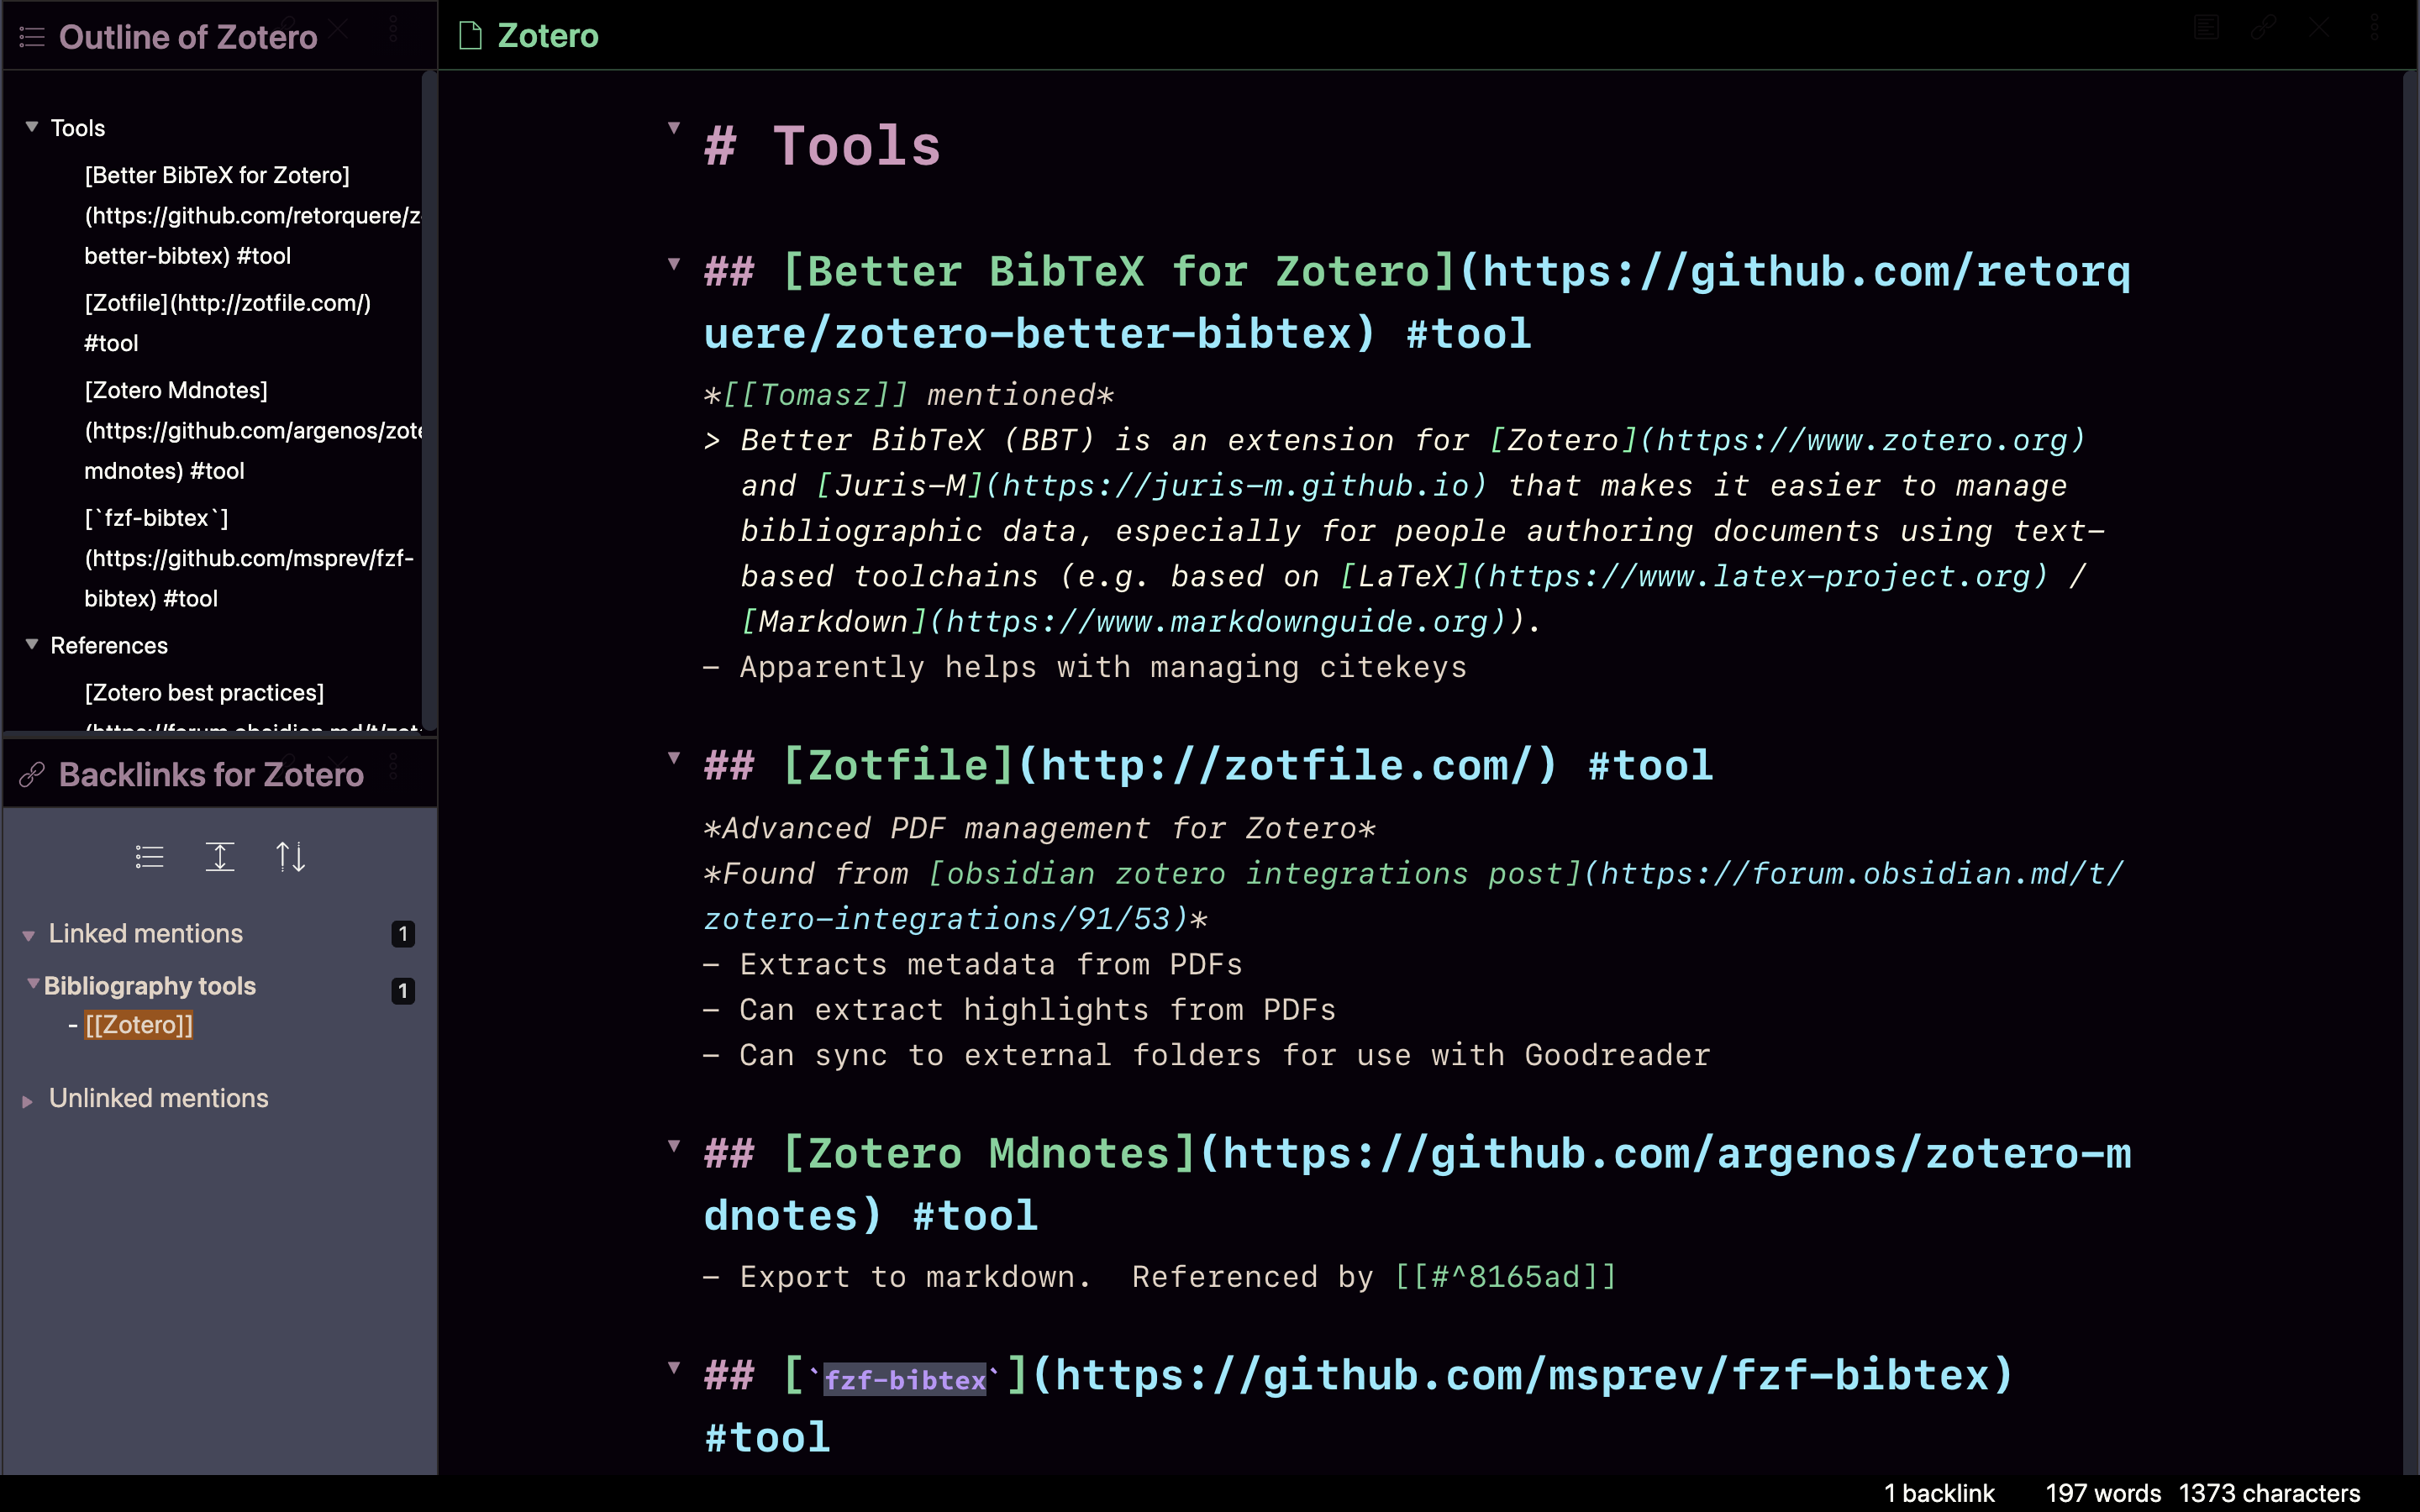 Outline of Zotero
Tools
[Better BibTeX for Zotero]
(https://github.com/retorquere/z
better-bibtex) #tool
[Zotfile](http://zotfile.com/)
#tool
[Zotero Mdnotes]
(https://github.com/argenos/zot
mdnotes) #tool
[`fzf-bibtex`]
(https://github.com/msprev/fzf-
bibtex) #tool
References
[Zotero best practices]
(https://forum.obsidian.md/t/zot
Backlinks for Zotero
Linked mentions 1
Bibliography tools 1
- [[Zotero]]
Unlinked mentions
Zotero
# Tools
## [Better BibTeX for Zotero](https://github.com/retorq
uere/zotero-better-bibtex) #tool
*[[Tomasz]] mentioned*
> Better BibTeX (BBT) is an extension for [Zotero](https://www.zotero.org)
and [Juris-M](https://juris-m.github.io) that makes it easier to manage
bibliographic data, especially for people authoring documents using text-
based toolchains (e.g. based on [LaTeX](https://www.latex-project.org) /
[Markdown](https://www.markdownguide.org)).
- Apparently helps with managing citekeys
## [Zotfile](http://zotfile.com/) #tool
*Advanced PDF management for Zotero*
*Found from [obsidian zotero integrations post](https://forum.obsidian.md/t/
zotero-integrations/91/53)*
- Extracts metadata from PDFs
- Can extract highlights from PDFs
- Can sync to external folders for use with Goodreader
## [Zotero Mdnotes](https://github.com/argenos/zotero-m
dnotes) #tool
- Export to markdown.  Referenced by [[#^8165ad]]
## [`fzf-bibtex`](https://github.com/msprev/fzf-bibtex)
#tool
1 backlink 197 words 1373 characters